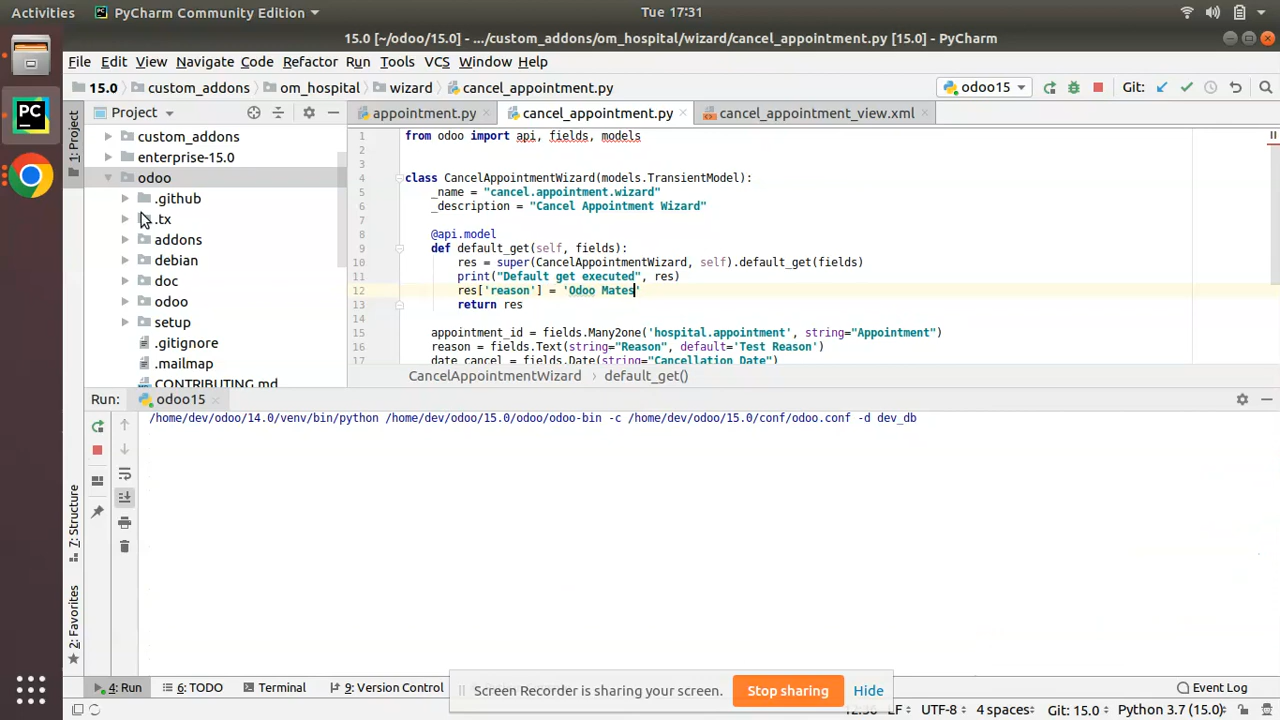 Activities
PyCharm Community Edition
Tue 17:31
15.0 [~/odoo/15.0] - .../custom_addons/om_hospital/wizard/cancel_appointment.py [15.0] - PyCharm
File Edit View Navigate Code Refactor Run Tools VCS Window Help
15.0 custom_addons om_hospital wizard cancel_appointment.py
odoo15
Git:
1: Project
Project
appointment.py
cancel_appointment.py
cancel_appointment_view.xml
custom_addons
enterprise-15.0
odoo
.github
.tx
addons
debian
doc
odoo
setup
.gitignore
.mailmap
CONTRIBUTING.md
1 from odoo import api, fields, models
2
3
4 class CancelAppointmentWizard(models.TransientModel):
5 _name = "cancel.appointment.wizard"
6 _description = "Cancel Appointment Wizard"
7
8 @api.model
9 def default_get(self, fields):
10 res = super(CancelAppointmentWizard, self).default_get(fields)
11 print("Default get executed", res)
12 res['reason'] = 'Odoo Mates'
13 return res
14
15 appointment_id = fields.Many2one('hospital.appointment', string="Appointment")
16 reason = fields.Text(string="Reason", default='Test Reason')
17 date_cancel = fields.Date(string="Cancellation Date")
CancelAppointmentWizard default_get()
Run: odoo15
/home/dev/odoo/14.0/venv/bin/python /home/dev/odoo/15.0/odoo/odoo-bin -c /home/dev/odoo/15.0/conf/odoo.conf -d dev_db
7: Structure
2: Favorites
4: Run
6: TODO
Terminal
9: Version Control
Event Log
Screen Recorder is sharing your screen.
Stop sharing
Hide
LF UTF-8 4 spaces Git: 15.0 Python 3.7 (15.0)